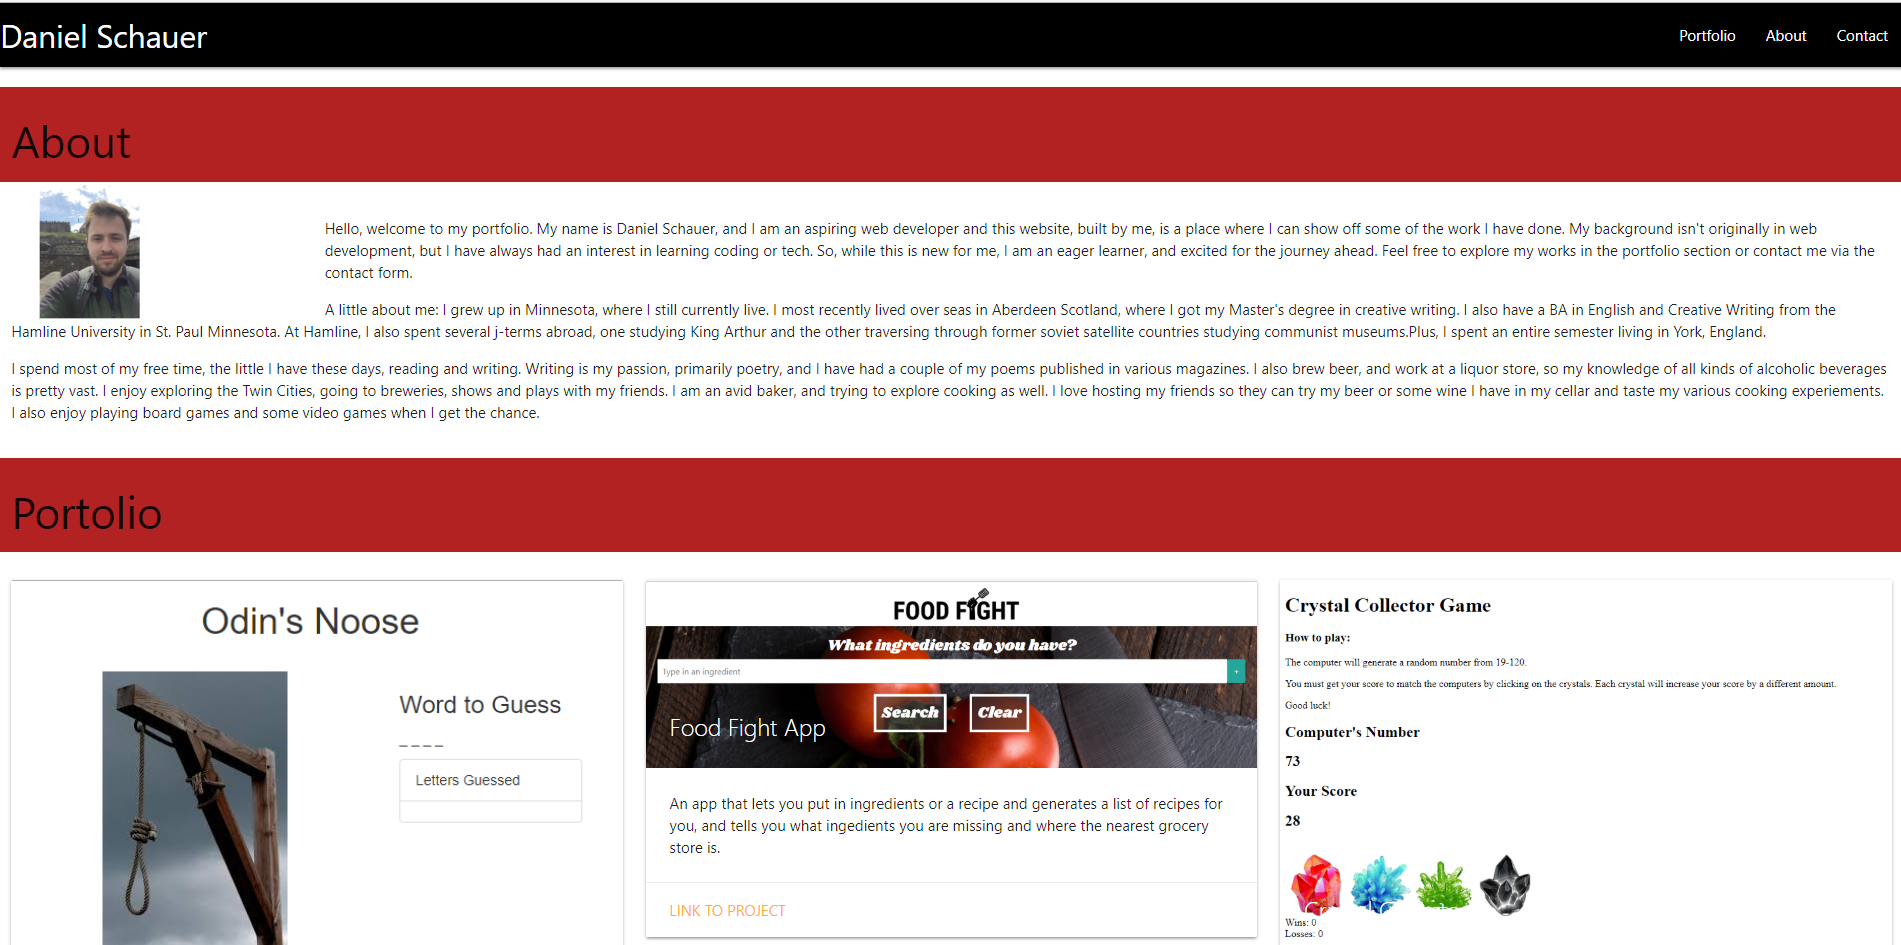 Daniel Schauer
Portfolio
About
Contact
About
Hello, welcome to my portfolio. My name is Daniel Schauer, and I am an aspiring web developer and this website, built by me, is a place where I can show off some of the work I have done. My background isn't originally in web
development, but I have always had an interest in learning coding or tech. So, while this is new for me, I am an eager learner, and excited for the journey ahead. Feel free to explore my works in the portfolio section or contact me via the
contact form.
A little about me: I grew up in Minnesota, where I still currently live. I most recently lived over seas in Aberdeen Scotland, where I got my Master's degree in creative writing. I also have a BA in English and Creative Writing from the
Hamline University in St. Paul Minnesota. At Hamline, I also spent several j-terms abroad, one studying King Arthur and the other traversing through former soviet satellite countries studying communist museums.Plus, I spent an entire semester living in York, England.
I spend most of my free time, the little I have these days, reading and writing. Writing is my passion, primarily poetry, and I have had a couple of my poems published in various magazines. I also brew beer, and work at a liquor store, so my knowledge of all kinds of alcoholic beverages
is pretty vast. I enjoy exploring the Twin Cities, going to breweries, shows and plays with my friends. I am an avid baker, and trying to explore cooking as well. I love hosting my friends so they can try my beer or some wine I have in my cellar and taste my various cooking experiements.
I also enjoy playing board games and some video games when I get the chance.
Portolio
Odin's Noose
Word to Guess
_ _ _ _
Letters Guessed
FOOD FIGHT
What ingredients do you have?
Type in an ingredient
+
Search
Clear
Food Fight App
An app that lets you put in ingredients or a recipe and generates a list of recipes for
you, and tells you what ingedients you are missing and where the nearest grocery
store is.
LINK TO PROJECT
Crystal Collector Game
How to play:
The computer will generate a random number from 19-120.
You must get your score to match the computers by clicking on the crystals. Each crystal will increase your score by a different amount.
Good luck!
Computer's Number
73
Your Score
28
Wins: 0
Losses: 0